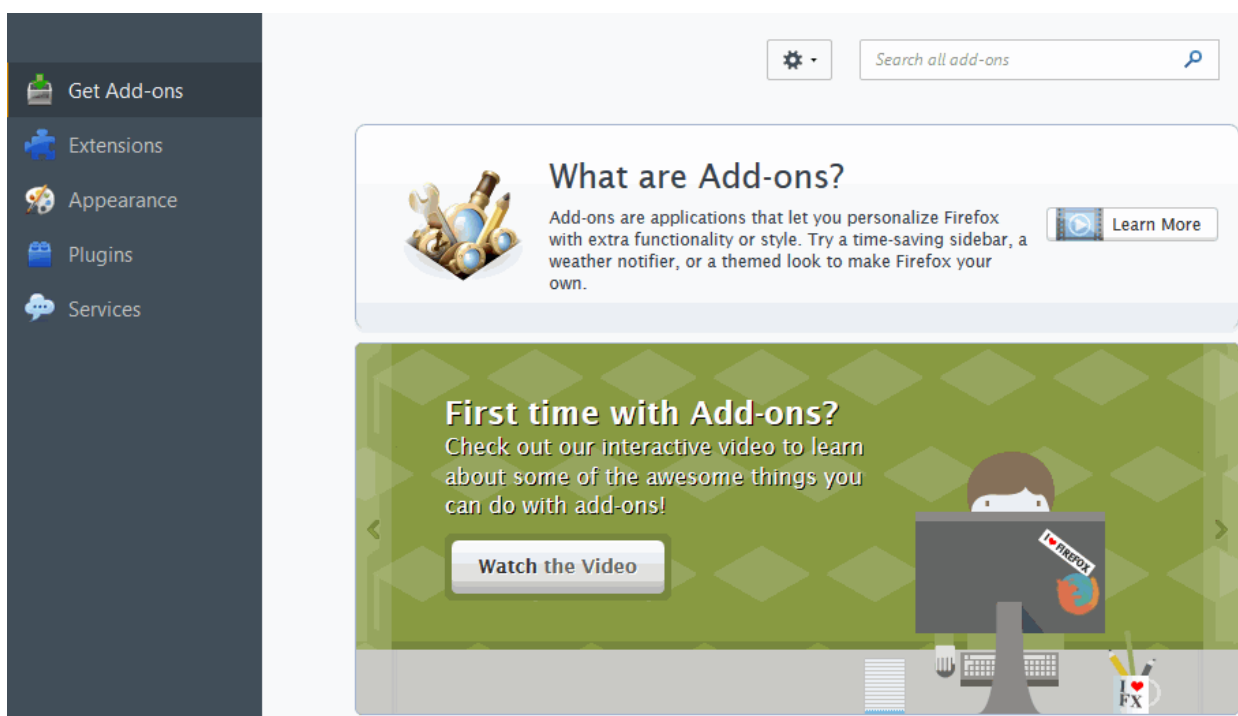 Get Add-ons
Extensions
Appearance
Plugins
Services
Search all add-ons
What are Add-ons?
Add-ons are applications that let you personalize Firefox
with extra functionality or style. Try a time-saving sidebar, a
weather notifier, or a themed look to make Firefox your
own.
Learn More
First time with Add-ons?
Check out our interactive video to learn
about some of the awesome things you
can do with add-ons!
Watch the Video
I ♥ FIREFOX
I ♥
FX